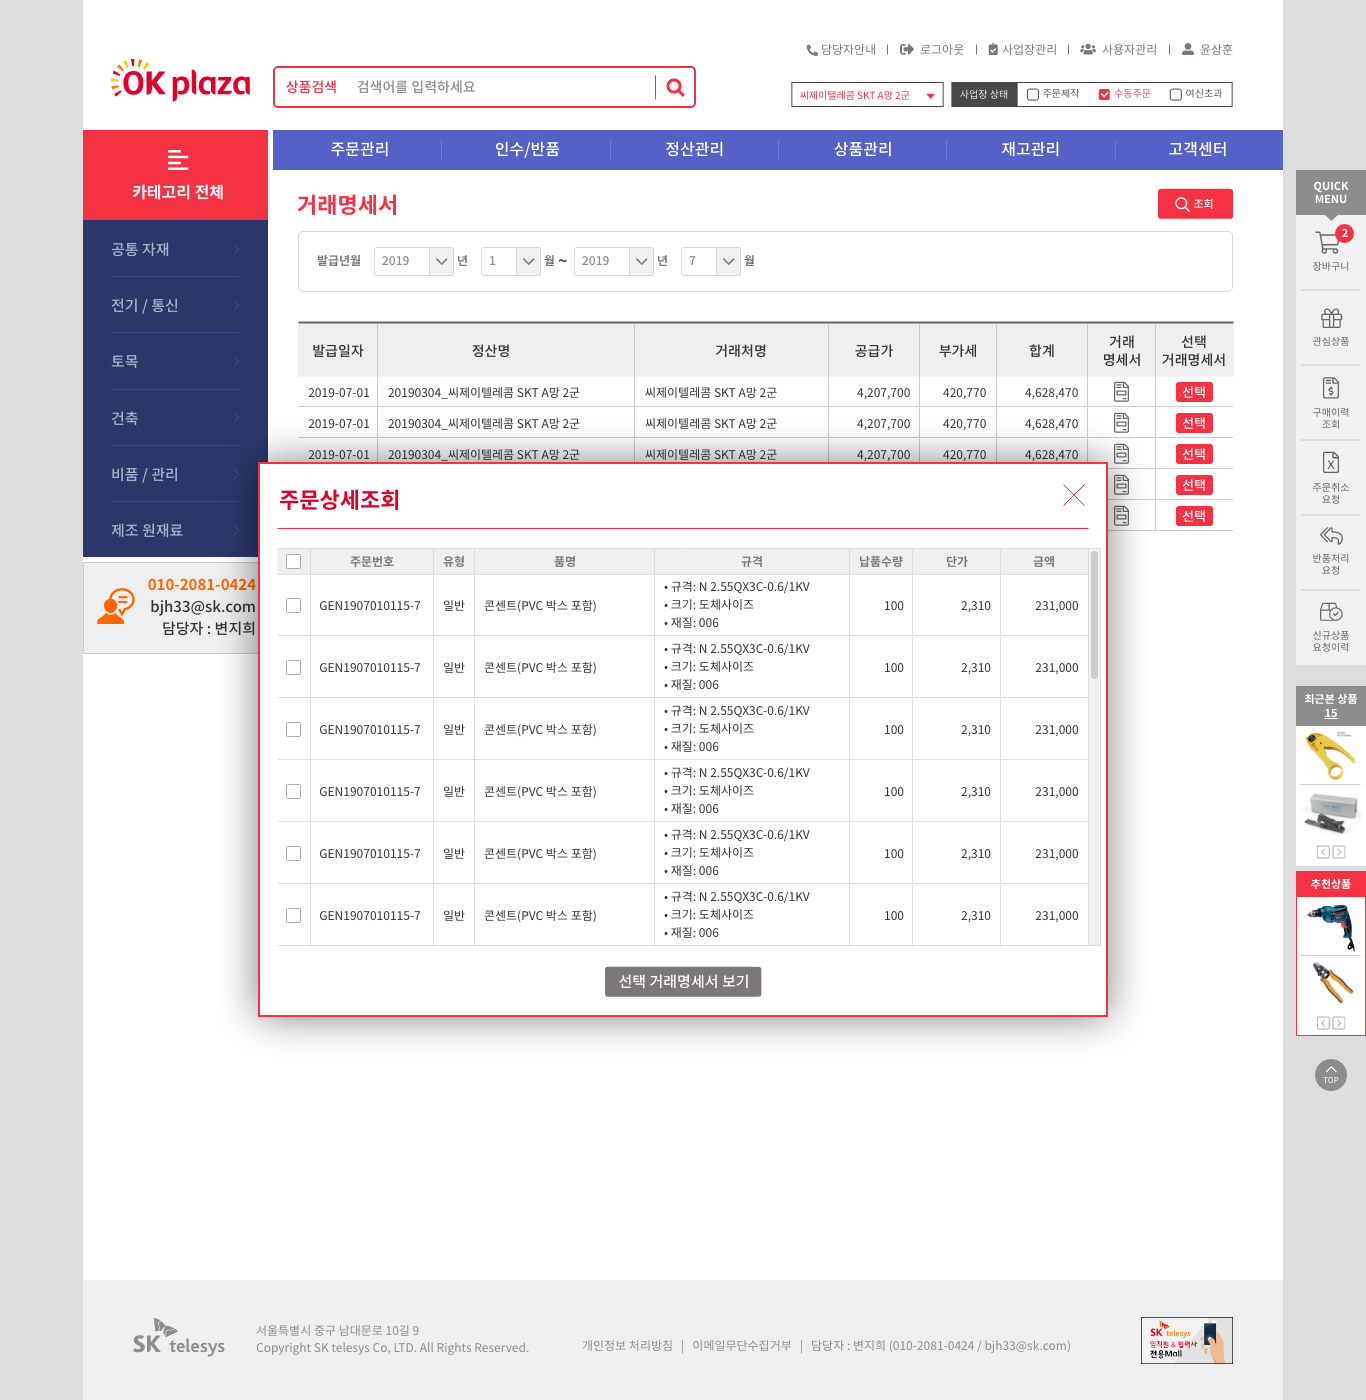 담당자안내 | 로그아웃 | 사업장관리 | 사용자관리 | 윤상훈
OK plaza
상품검색 검색어를 입력하세요
씨제이텔레콤 SKT A망 2군
사업장 상태 주문제작 수동주문 여신초과
카테고리 전체
주문관리 인수/반품 정산관리 상품관리 재고관리 고객센터
공통 자재
전기 / 통신
토목
건축
비품 / 관리
제조 원재료
010-2081-0424
bjh33@sk.com
담당자 : 변지희
거래명세서
조회
발급년월 2019 년 1 월 ~ 2019 년 7 월
발급일자 정산명 거래처명 공급가 부가세 합계 거래 명세서 선택 거래명세서
2019-07-01 20190304_씨제이텔레콤 SKT A망 2군 씨제이텔레콤 SKT A망 2군 4,207,700 420,770 4,628,470 선택
2019-07-01 20190304_씨제이텔레콤 SKT A망 2군 씨제이텔레콤 SKT A망 2군 4,207,700 420,770 4,628,470 선택
2019-07-01 20190304_씨제이텔레콤 SKT A망 2군 씨제이텔레콤 SKT A망 2군 4,207,700 420,770 4,628,470 선택
선택
선택
주문상세조회
주문번호 유형 품명 규격 납품수량 단가 금액
GEN1907010115-7 일반 콘센트(PVC 박스 포함)
• 규격: N 2.55QX3C-0.6/1KV
• 크기: 도체사이즈
• 재질: 006
100 2,310 231,000
GEN1907010115-7 일반 콘센트(PVC 박스 포함)
• 규격: N 2.55QX3C-0.6/1KV
• 크기: 도체사이즈
• 재질: 006
100 2,310 231,000
GEN1907010115-7 일반 콘센트(PVC 박스 포함)
• 규격: N 2.55QX3C-0.6/1KV
• 크기: 도체사이즈
• 재질: 006
100 2,310 231,000
GEN1907010115-7 일반 콘센트(PVC 박스 포함)
• 규격: N 2.55QX3C-0.6/1KV
• 크기: 도체사이즈
• 재질: 006
100 2,310 231,000
GEN1907010115-7 일반 콘센트(PVC 박스 포함)
• 규격: N 2.55QX3C-0.6/1KV
• 크기: 도체사이즈
• 재질: 006
100 2,310 231,000
GEN1907010115-7 일반 콘센트(PVC 박스 포함)
• 규격: N 2.55QX3C-0.6/1KV
• 크기: 도체사이즈
• 재질: 006
100 2,310 231,000
선택 거래명세서 보기
QUICK
MENU
2
장바구니
관심상품
$
구매이력
조회
X
주문취소
요청
반품처리
요청
신규상품
요청이력
최근본 상품
15
추천상품
TOP
SK telesys
서울특별시 중구 남대문로 10길 9
Copyright SK telesys Co, LTD. All Rights Reserved.
개인정보 처리방침 | 이메일무단수집거부 | 담당자 : 변지희 (010-2081-0424 / bjh33@sk.com)
SK telesys
임직원 & 협력사
전용Mall